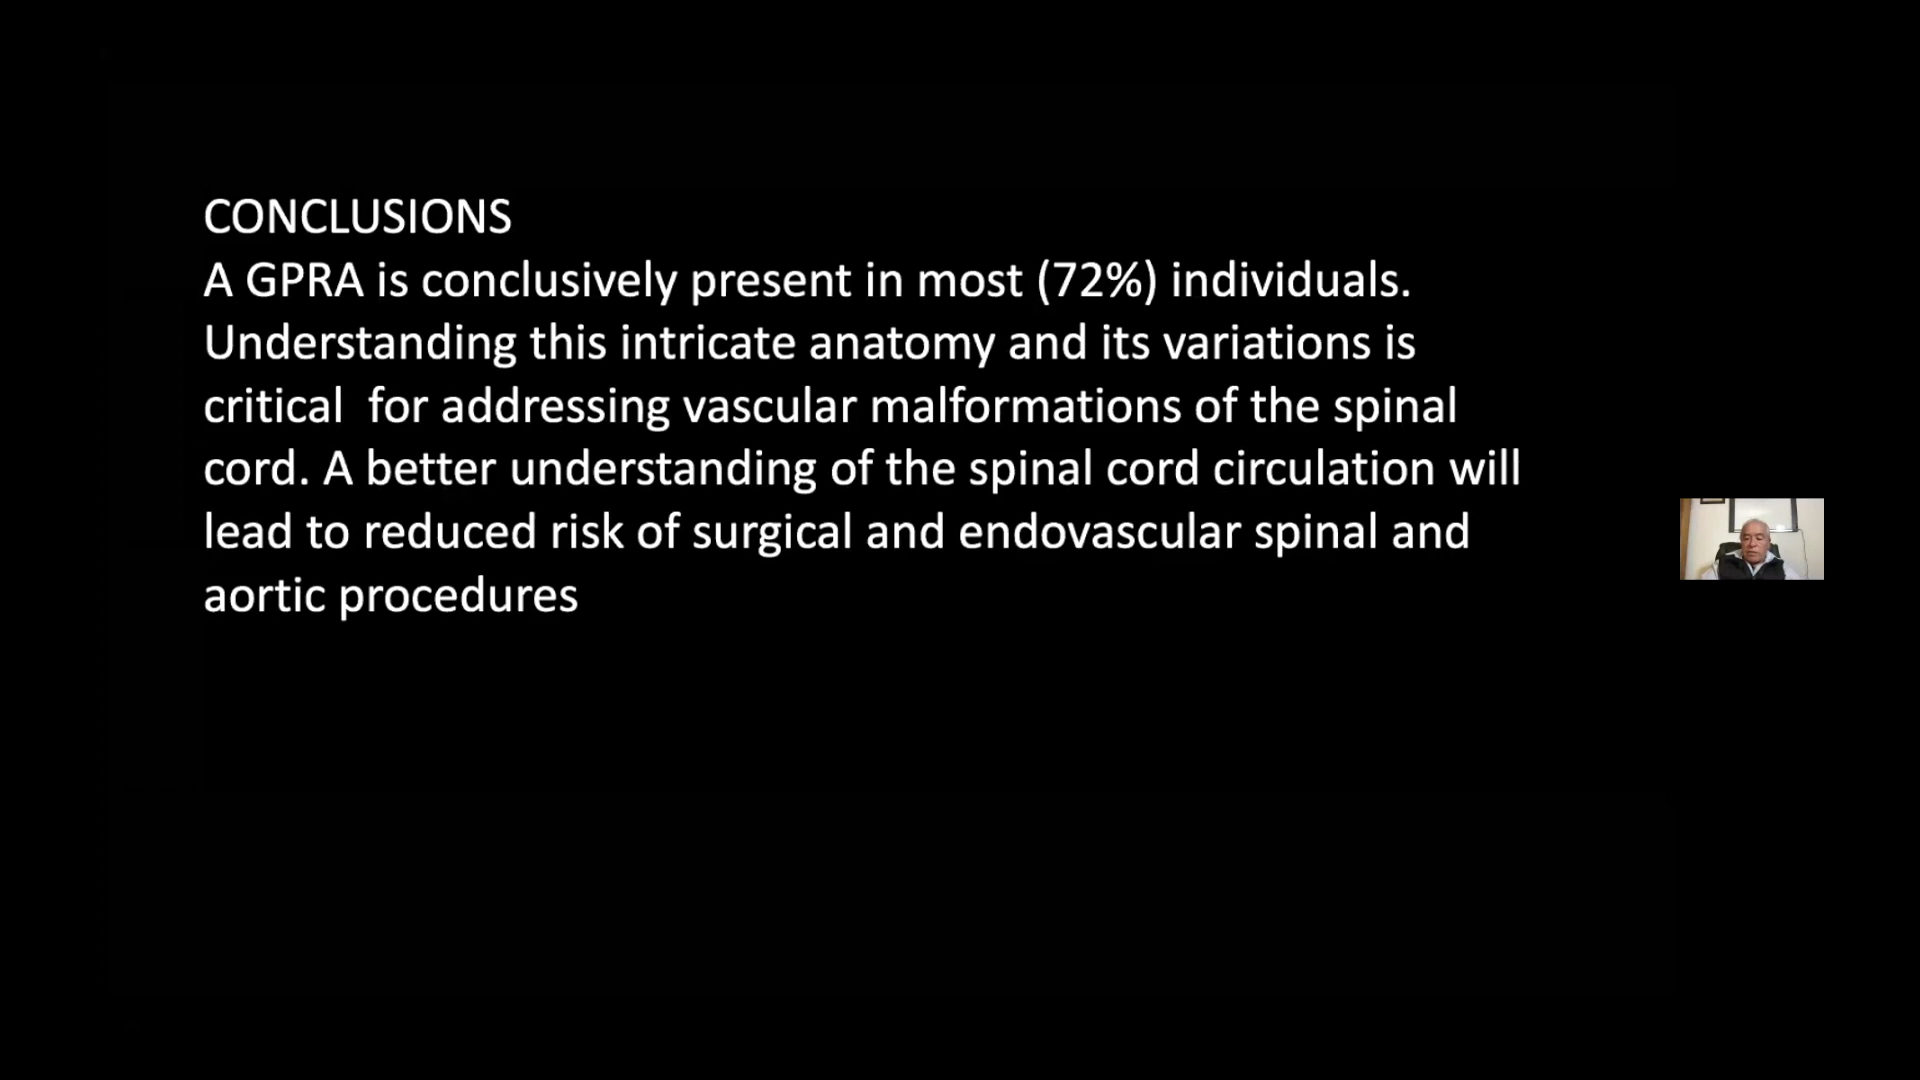 CONCLUSIONS
A GPRA is conclusively present in most (72%) individuals.
Understanding this intricate anatomy and its variations is
critical  for addressing vascular malformations of the spinal
cord. A better understanding of the spinal cord circulation will
lead to reduced risk of surgical and endovascular spinal and
aortic procedures